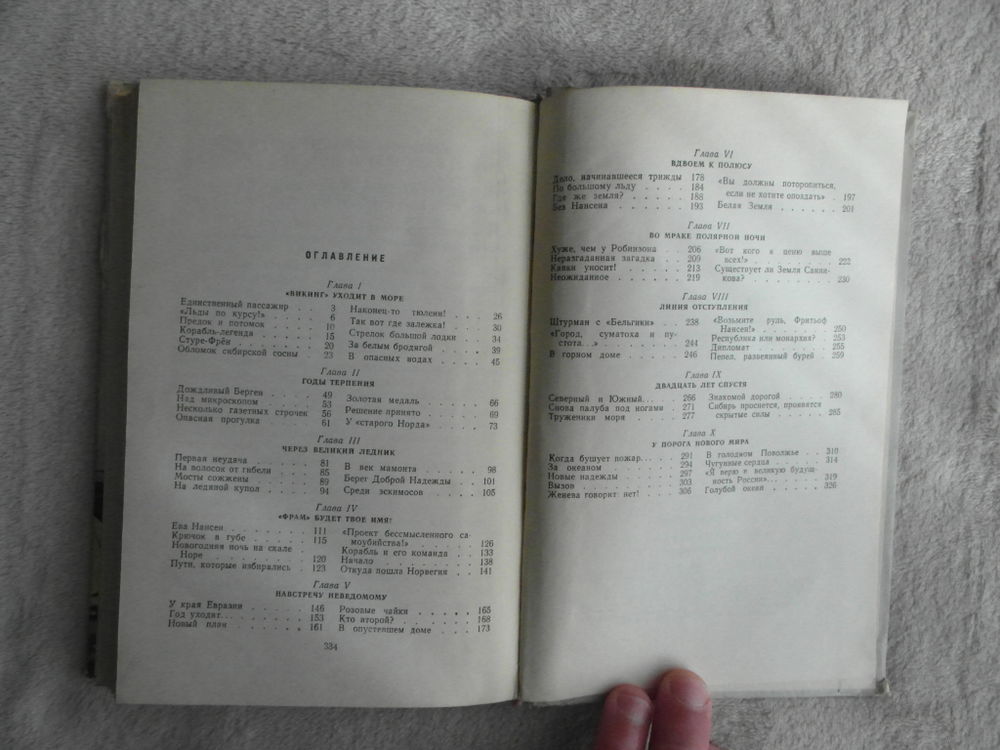 ОГЛАВЛЕНИЕ
Глава I
«ВИКИНГ» УХОДИТ В МОРЕ
Единственный пассажир . . 3
«Льды по курсу!» . . . . 6
Предок и потомок . . . . 10
Корабль-легенда . . . . 15
Стуре-Фрён . . . . . 20
Обломок сибирской сосны 23
Наконец-то тюлени! . . . 26
Так вот где залежка! . . . 30
Стрелок большой лодки . . 34
За белым бродягой . . . 39
В опасных водах . . . . 45
Глава II
ГОДЫ ТЕРПЕНИЯ
Дождливый Берген . . . . 49
Над микроскопом . . . . 53
Несколько газетных строчек 56
Опасная прогулка . . . . 61
Золотая медаль . . . . . 66
Решение принято . . . . 69
У «старого Норда» . . . . 73
Глава III
ЧЕРЕЗ ВЕЛИКИЙ ЛЕДНИК
Первая неудача . . . . . 81
На волосок от гибели . . . 85
Мосты сожжены . . . . . 89
На ледяной купол . . . . 94
В век мамонта . . . . . 98
Берег Доброй Надежды . . 101
Среди эскимосов . . . . 105
Глава IV
«ФРАМ» БУДЕТ ТВОЕ ИМЯ!
Ева Нансен . . . . . . . 111
Крючок в губе . . . . . 115
Новогодняя ночь на скале
Норе . . . . . . . . 120
Пути, которые избирались . 123
«Проект бессмысленного са-
моубийства!» . . . . . 126
Корабль и его команда . . 133
Начало . . . . . . . . 138
Откуда пошла Норвегия . . 141
Глава V
НАВСТРЕЧУ НЕВЕДОМОМУ
У края Евразии . . . . . 146
Год уходит... . . . . . . 153
Новый план . . . . . . 161
Розовые чайки . . . . . 165
Кто второй? . . . . . . 168
В опустевшем доме . . . 173
334
Глава VI
ВДВОЕМ К ПОЛЮСУ
Дело, начинавшееся трижды 178
По большому льду . . . . 184
Где же земля? . . . . . 188
Без Нансена . . . . . . 193
«Вы должны поторопиться,
если не хотите опоздать» . 197
Белая Земля . . . . . . 201
Глава VII
ВО МРАКЕ ПОЛЯРНОЙ НОЧИ
Хуже, чем у Робинзона . . 206
Неразгаданная загадка . . 209
Каяки уносит! . . . . . 213
Неожиданное . . . . . . 219
«Вот кого я ценю выше
всех!» . . . . . . . . 222
Существует ли Земля Санни-
кова? . . . . . . . . 230
Глава VIII
ЛИНИЯ ОТСТУПЛЕНИЯ
Штурман с «Бельгики» . . 238
«Город, суматоха и пу-
стота...» . . . . . . . 244
В горном доме . . . . . 246
«Возьмите руль, Фритьоф
Нансен!» . . . . . . . 250
Республика или монархия? 253
Дипломат . . . . . . . 255
Пепел, развеянный бурей . 259
Глава IX
ДВАДЦАТЬ ЛЕТ СПУСТЯ
Северный и Южный... . . . 266
Снова палуба под ногами . 271
Труженики моря . . . . . 277
Знакомой дорогой . . . . 280
Сибирь проснется, проявятся
скрытые силы . . . . . 285
Глава X
У ПОРОГА НОВОГО МИРА
Когда бушует пожар... . . 291
За океаном . . . . . . 294
Новые надежды . . . . . 297
Вызов . . . . . . . . 303
Женева говорит: нет! . . . 306
В голодном Поволжье . . 310
Чугунные сердца . . . . 314
«Я верю в великую будущ-
ность России»... . . . . 319
Голубой океан . . . . . 326